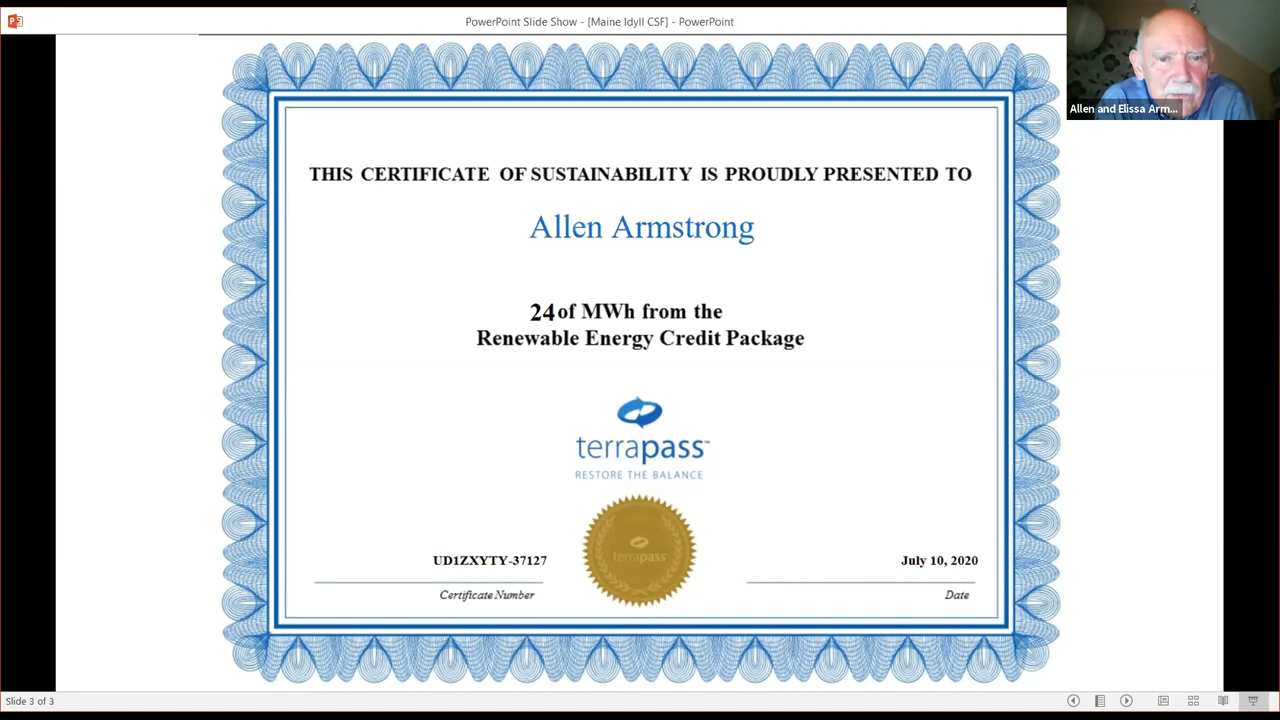 PowerPoint Slide Show - [Maine Idyll CSF] - PowerPoint
Allen and Elissa Arm...
THIS CERTIFICATE OF SUSTAINABILITY IS PROUDLY PRESENTED TO
Allen Armstrong
24 of MWh from the
Renewable Energy Credit Package
terrapass™
RESTORE THE BALANCE
terrapass
UD1ZXYTY-37127
July 10, 2020
Certificate Number
Date
Slide 3 of 3